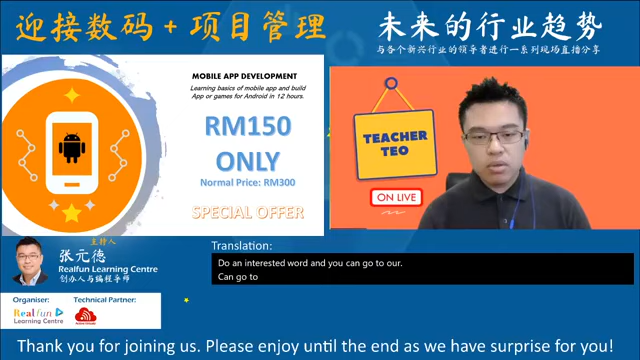 迎接数码 + 项目管理
未来的行业趋势
与各个新兴行业的领导者进行一系列现场直播分享
MOBILE APP DEVELOPMENT
Learning basics of mobile app and build
App or games for Android in 12 hours.
RM150
ONLY
Normal Price: RM300
SPECIAL OFFER
TEACHER
TEO
ON LIVE
主持人
张元德
Realfun Learning Centre
创办人与编程导师
Organiser:
Technical Partner:
Realfun
Learning Centre
Translation:
Do an interested word and you can go to our.
Can go to
Thank you for joining us. Please enjoy until the end as we have surprise for you!